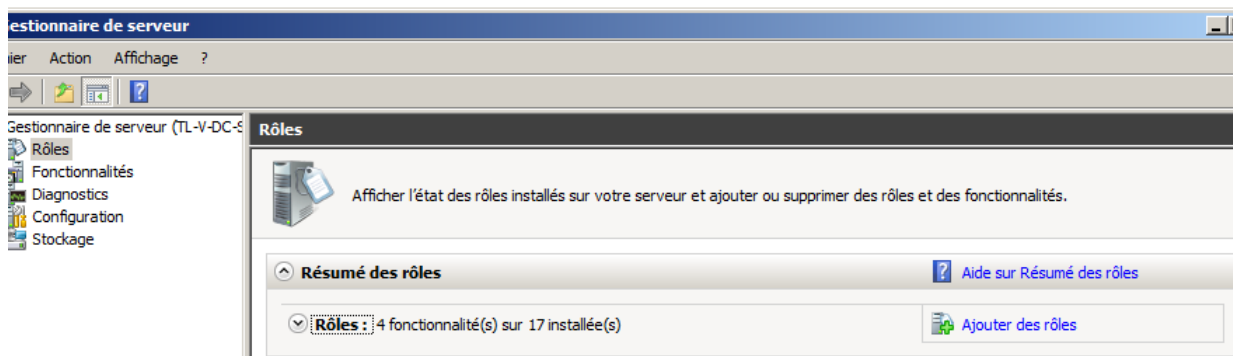 estionnaire de serveur
Action Affichage ?
Gestionnaire de serveur (TL-V-DC-S
Rôles
Fonctionnalités
Diagnostics
Configuration
Stockage
Rôles
Afficher l'état des rôles installés sur votre serveur et ajouter ou supprimer des rôles et des fonctionnalités.
Résumé des rôles
Aide sur Résumé des rôles
Rôles : 4 fonctionnalité(s) sur 17 installée(s)
Ajouter des rôles